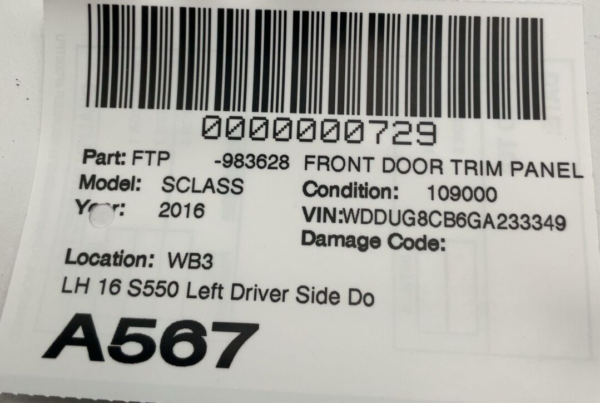 0000000729
Part: FTP -983628 FRONT DOOR TRIM PANEL
Model: SCLASS Condition: 109000
Year: 2016 VIN:WDDUG8CB6GA233349
Damage Code:
Location: WB3
LH 16 S550 Left Driver Side Do
A567